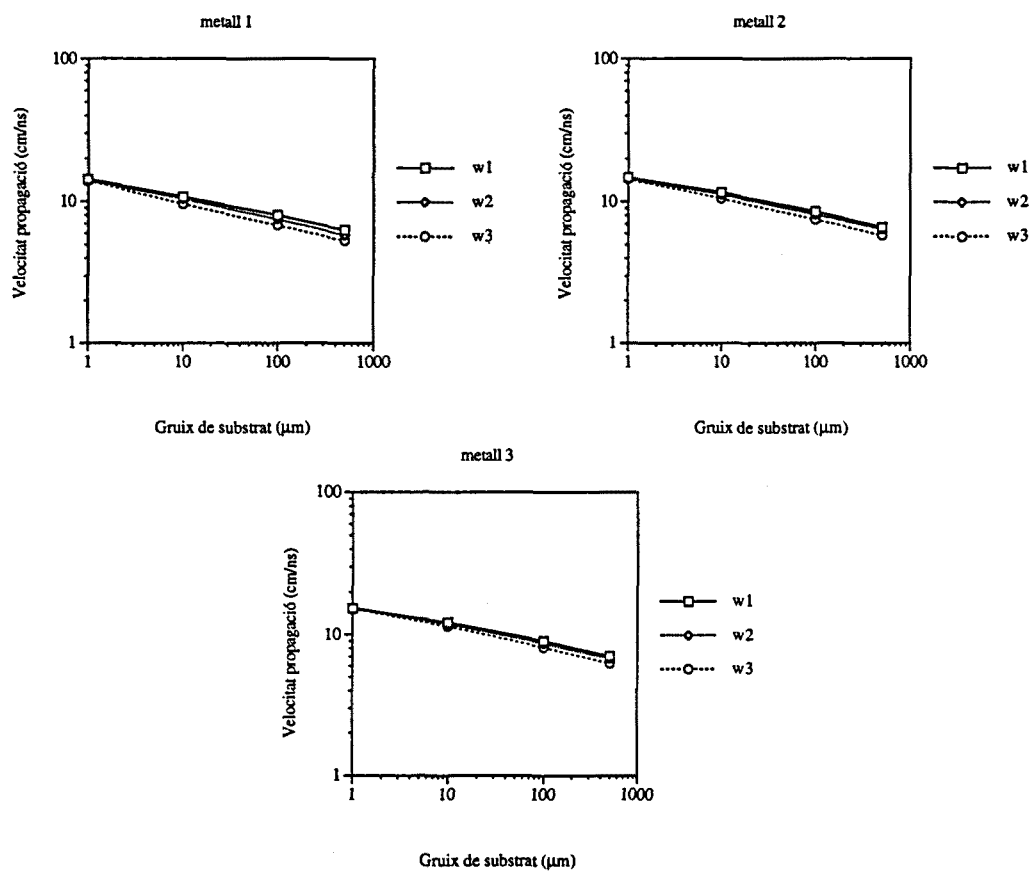 metall 1
100
10
1
1
10
100
1000
Velocitat propagació (cm/ns)
Gruix de substrat (µm)
w1
w2
w3
metall 2
100
10
1
1
10
100
1000
Velocitat propagació (cm/ns)
Gruix de substrat (µm)
w1
w2
w3
metall 3
100
10
1
1
10
100
1000
Velocitat propagació (cm/ns)
Gruix de substrat (µm)
w1
w2
w3